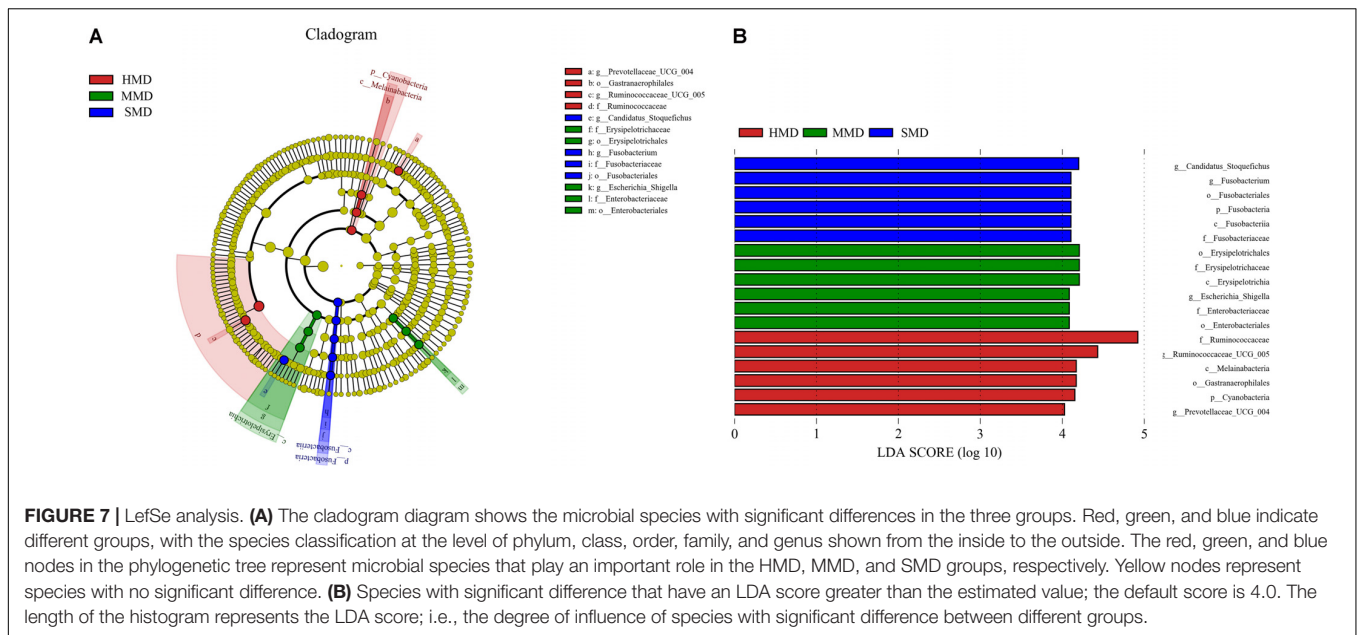 A
Cladogram
HMD
MMD
SMD
p__Cyanobacteria
c__Melainabacteria
b
a
d
c
e
f
g
c__Erysipelotrichia
h
i
j
c__Fusobacteriia
p__Fusobacteria
k
l
m
a: g__Prevotellaceae_UCG_004
b: o__Gastranaerophilales
c: g__Ruminococcaceae_UCG_005
d: f__Ruminococcaceae
e: g__Candidatus_Stoquefichus
f: f__Erysipelotrichaceae
g: o__Erysipelotrichales
h: g__Fusobacterium
i: f__Fusobacteriaceae
j: o__Fusobacteriales
k: g__Escherichia_Shigella
l: f__Enterobacteriaceae
m: o__Enterobacteriales
B
HMD MMD SMD
g__Candidatus_Stoquefichus
g__Fusobacterium
o__Fusobacteriales
p__Fusobacteria
c__Fusobacteriia
f__Fusobacteriaceae
o__Erysipelotrichales
f__Erysipelotrichaceae
c__Erysipelotrichia
g__Escherichia_Shigella
f__Enterobacteriaceae
o__Enterobacteriales
f__Ruminococcaceae
g__Ruminococcaceae_UCG_005
c__Melainabacteria
o__Gastranaerophilales
p__Cyanobacteria
g__Prevotellaceae_UCG_004
0 1 2 3 4 5
LDA SCORE (log 10)
FIGURE 7 | LefSe analysis. (A) The cladogram diagram shows the microbial species with significant differences in the three groups. Red, green, and blue indicate
different groups, with the species classification at the level of phylum, class, order, family, and genus shown from the inside to the outside. The red, green, and blue
nodes in the phylogenetic tree represent microbial species that play an important role in the HMD, MMD, and SMD groups, respectively. Yellow nodes represent
species with no significant difference. (B) Species with significant difference that have an LDA score greater than the estimated value; the default score is 4.0. The
length of the histogram represents the LDA score; i.e., the degree of influence of species with significant difference between different groups.